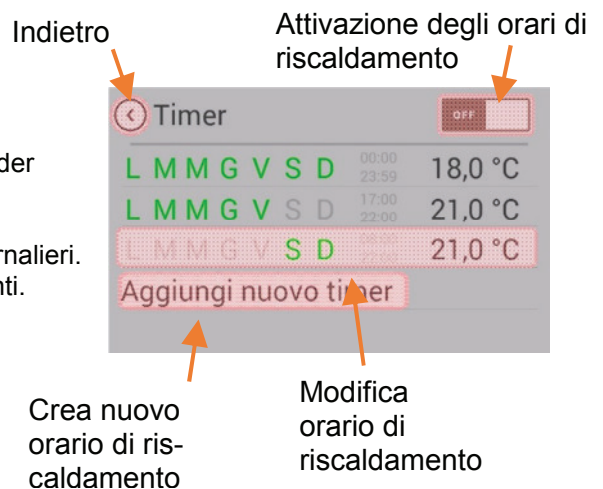 Indietro
Attivazione degli orari di
riscaldamento
Timer
OFF
der
L M M G V S D 00:00 23:59 18,0 °C
L M M G V S D 17:00 22:00 21,0 °C
rnalieri.
L M M G V S D 21,0 °C
nti.
Aggiungi nuovo timer
Crea nuovo
orario di ris-
caldamento
Modifica
orario di
riscaldamento